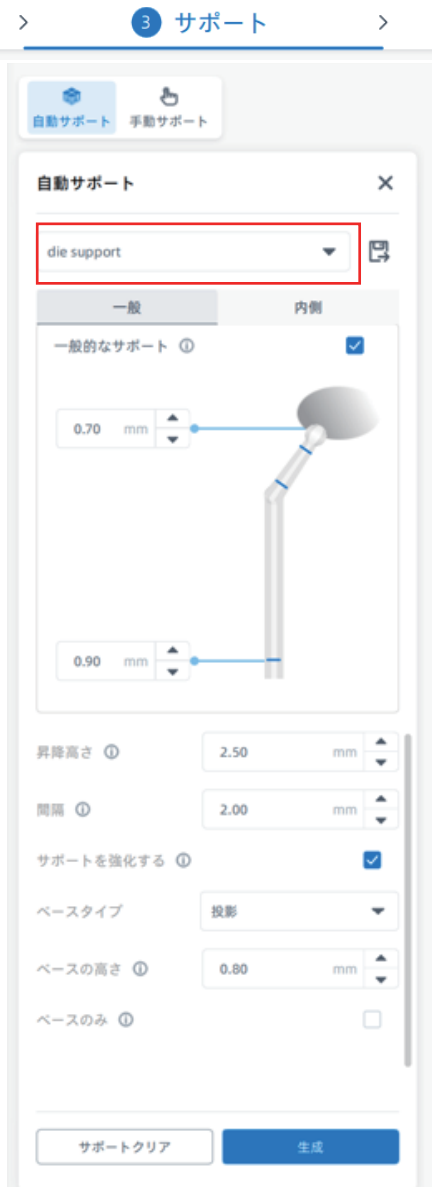 3 サポート
自動サポート 手動サポート
自動サポート
die support
一般 内側
一般的なサポート
0.70 mm
0.90 mm
昇降高さ 2.50 mm
間隔 2.00 mm
サポートを強化する
ベースタイプ 投影
ベースの高さ 0.80 mm
ベースのみ
サポートクリア 生成